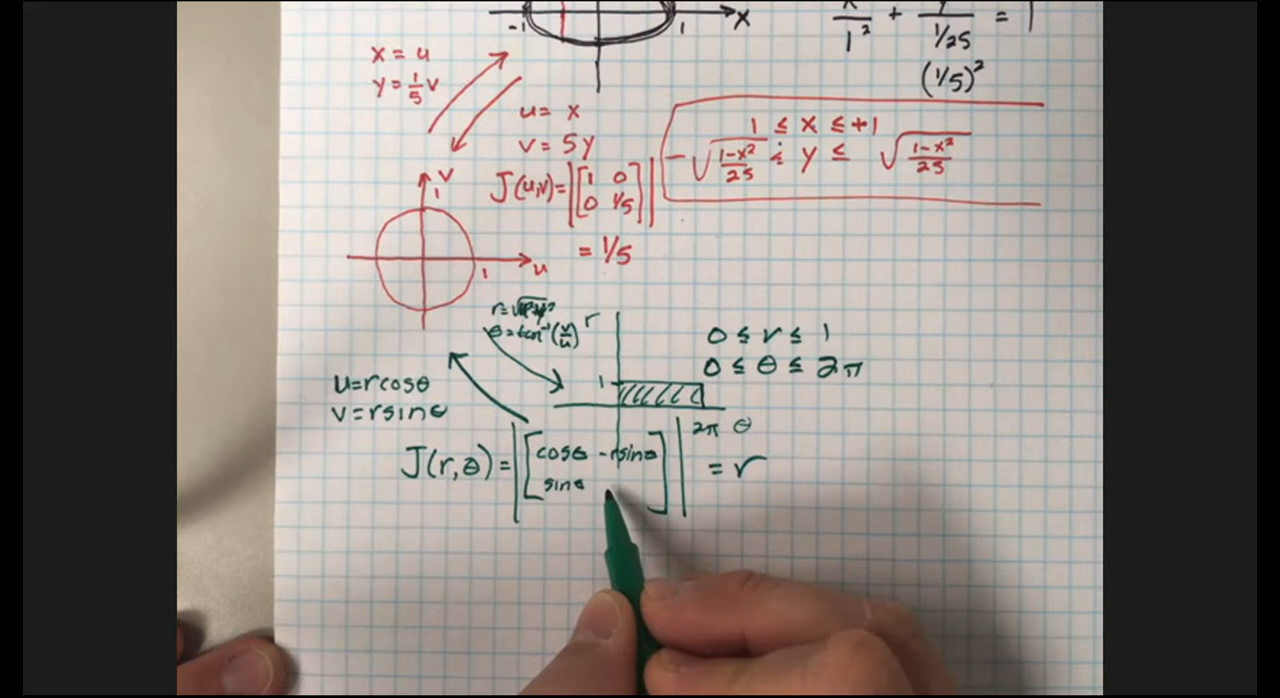 -1 1 X
x
1² + y
1/25 = 1
(1/5)²
x = u
y = 1/5 v
u = x
v = 5y
1 ≤ x ≤ +1
-√(1-x²/25) ≤ y ≤ √(1-x²/25)
J(u,v) = |[1 0
0 1/5]|
= 1/5
V
1
1
u
θ = tan⁻¹(v/u)
r
0 ≤ r ≤ 1
0 ≤ θ ≤ 2π
1
u=rcosθ
v=rsinθ
2π θ
J(r,θ) = |[cosθ -rsinθ
sinθ ]| = r